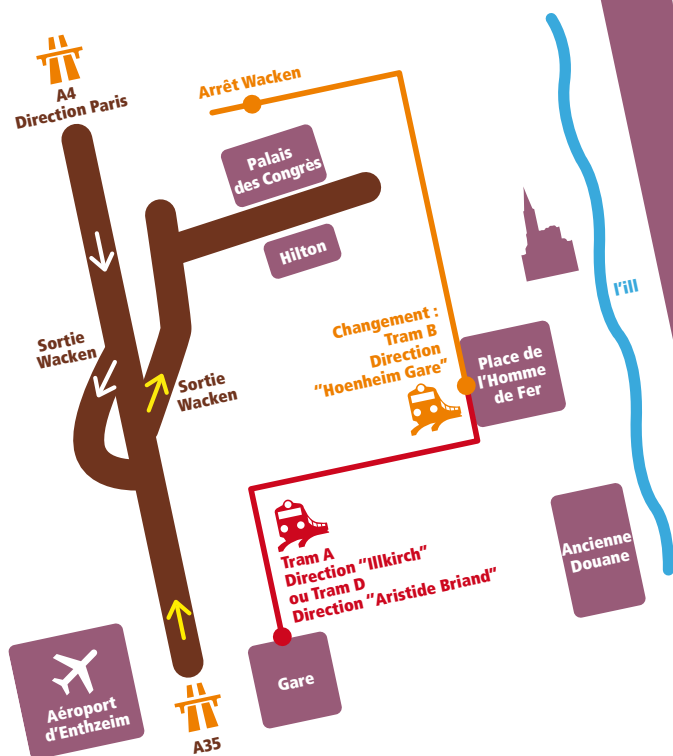 A4
Direction Paris
Arrêt Wacken
Palais
des Congrès
Hilton
l'ill
Sortie
Wacken
Sortie
Wacken
Changement :
Tram B
Direction
“Hoenheim Gare”
Place de
l'Homme
de Fer
Ancienne
Douane
Tram A
Direction “Illkirch”
ou Tram D
Direction “Aristide Briand”
Gare
Aéroport
d'Enthzeim
A35